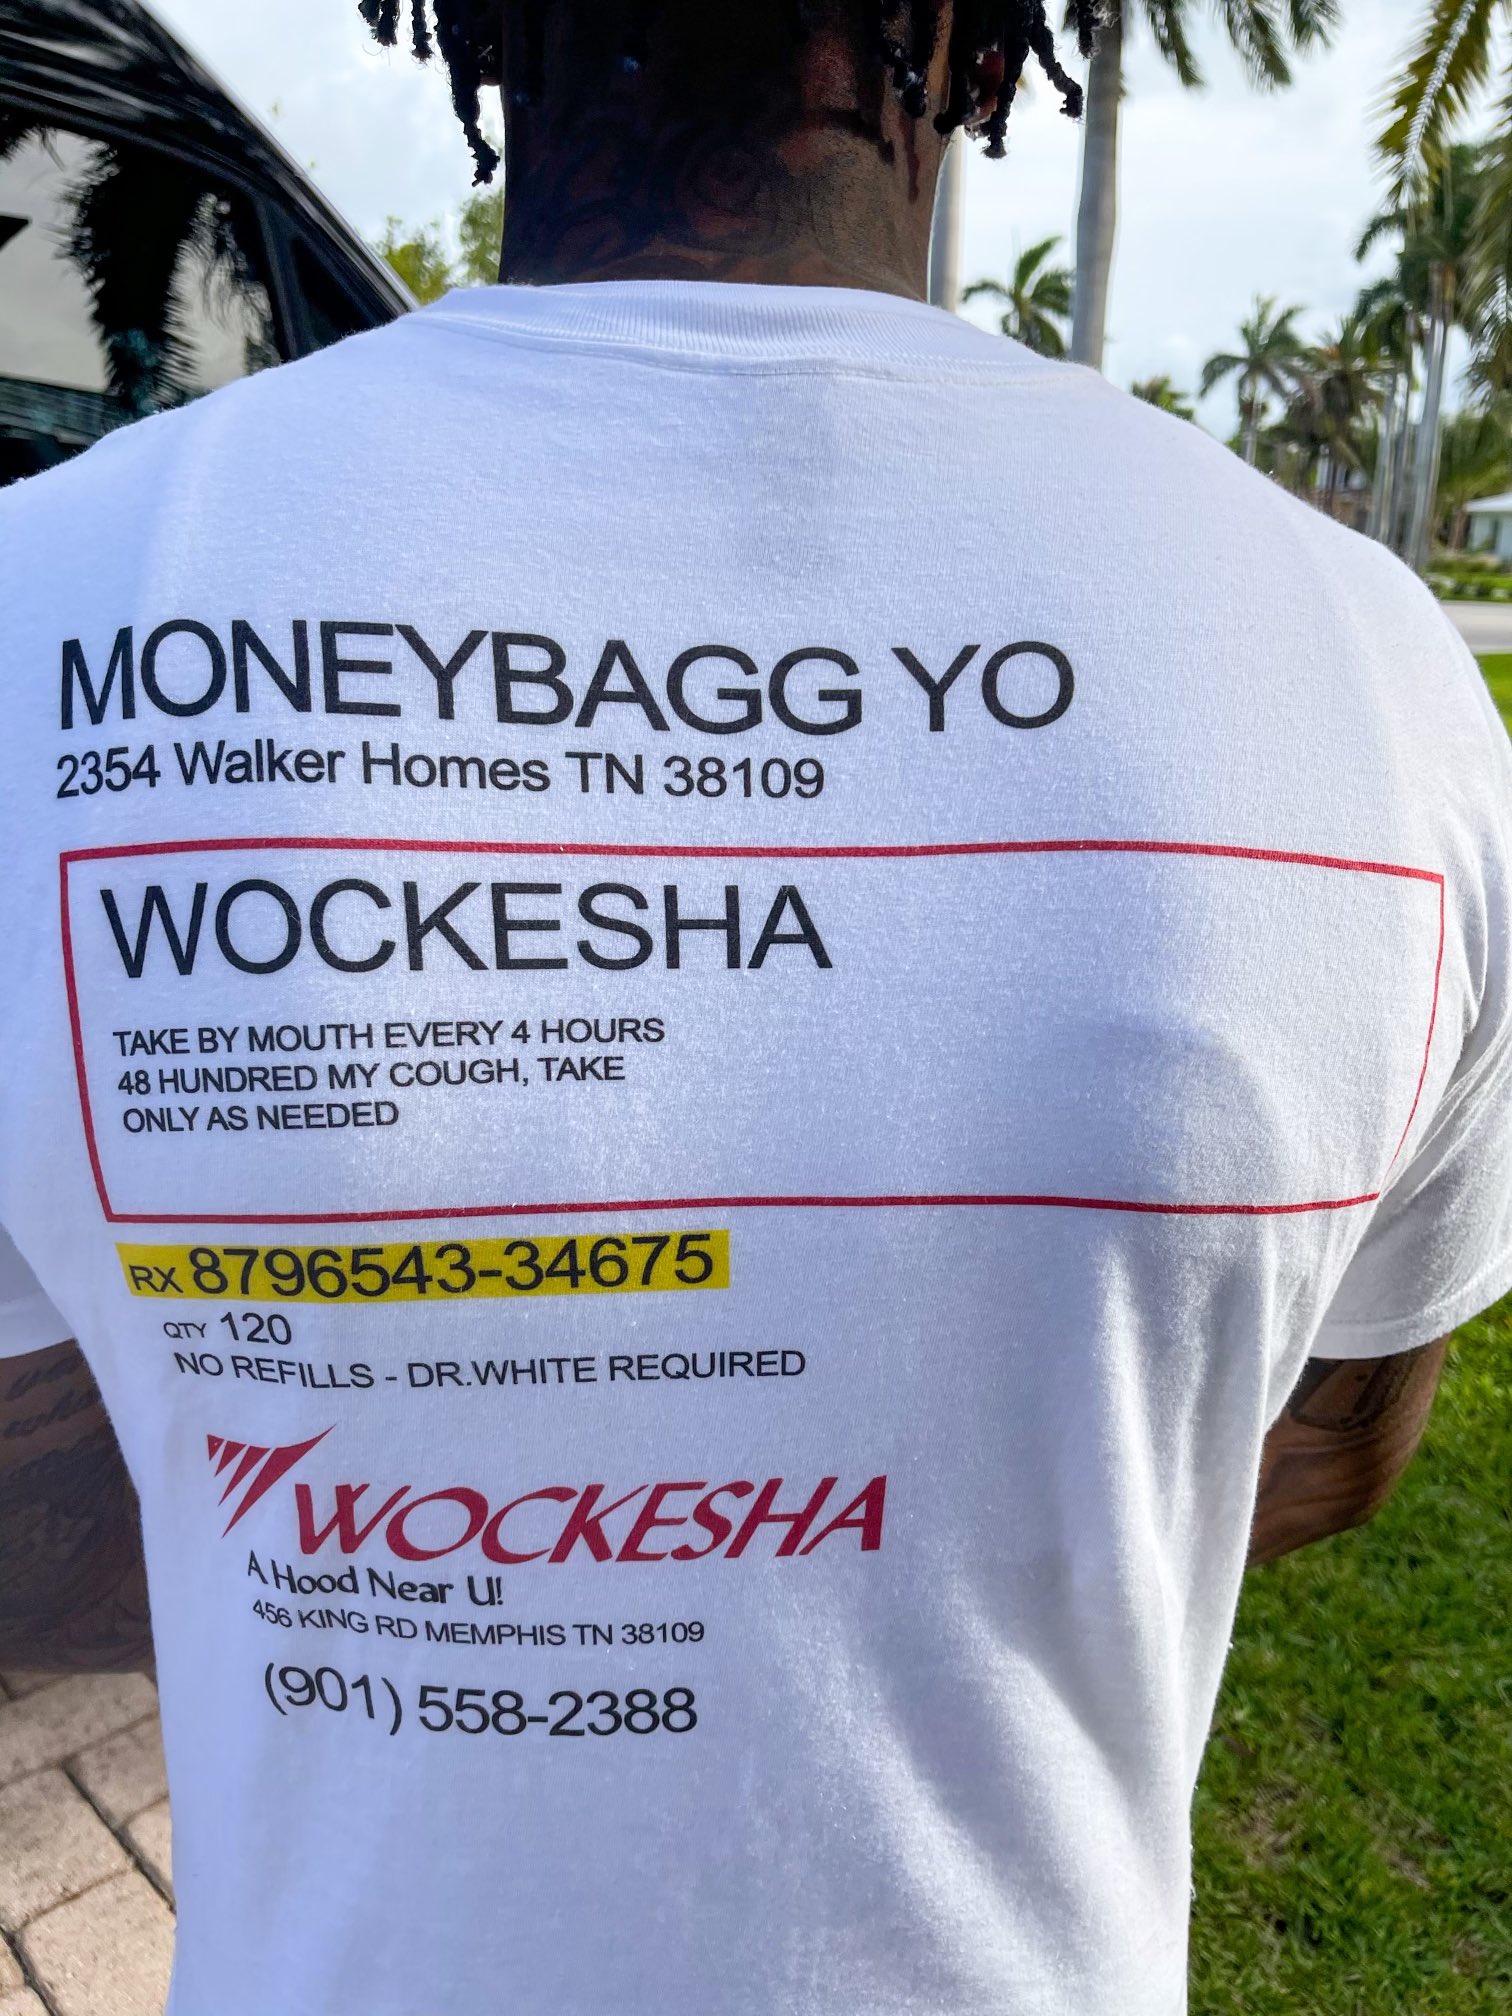 MONEYBAGG YO
2354 Walker Homes TN 38109
WOCKESHA
TAKE BY MOUTH EVERY 4 HOURS
48 HUNDRED MY COUGH, TAKE
ONLY AS NEEDED
RX 8796543-34675
QTY 120
NO REFILLS - DR.WHITE REQUIRED
WOCKESHA
A Hood Near U!
456 KING RD MEMPHIS TN 38109
(901) 558-2388